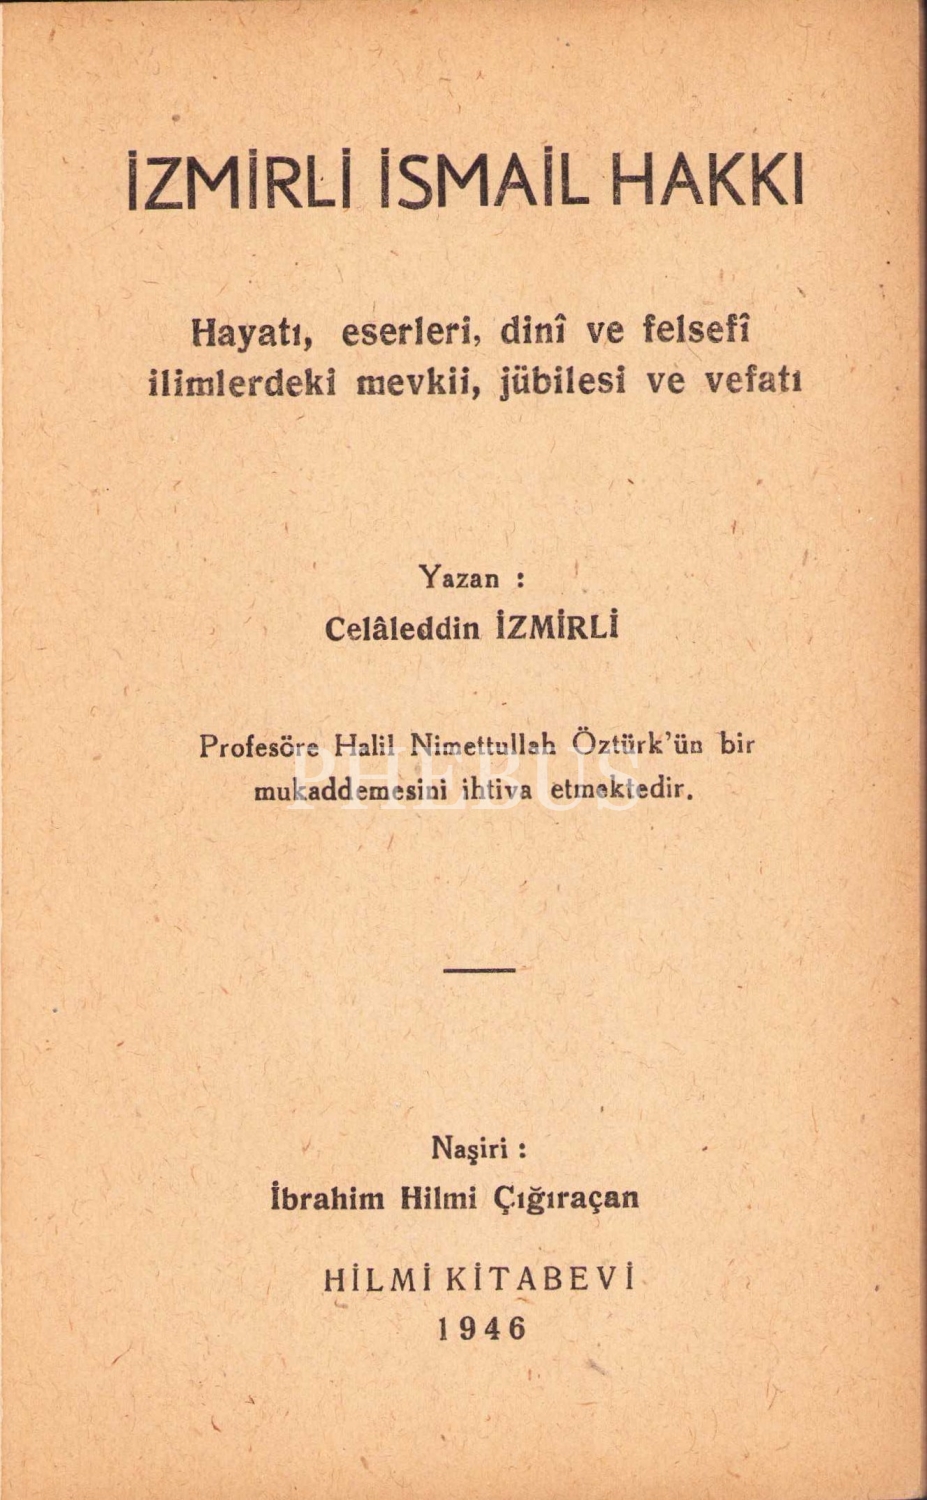 İZMİRLİ İSMAİL HAKKI
Hayatı, eserleri, dinî ve felsefî
ilimlerdeki mevkii, jübilesi ve vefatı
Yazan :
Celâleddin İZMİRLİ
Profesöre Halil Nimettullah Öztürk'ün bir
mukaddemesini ihtiva etmektedir.
PHEBUS
Naşiri :
İbrahim Hilmi Çığıraçan
HİLMİ KİTABEVİ
1946